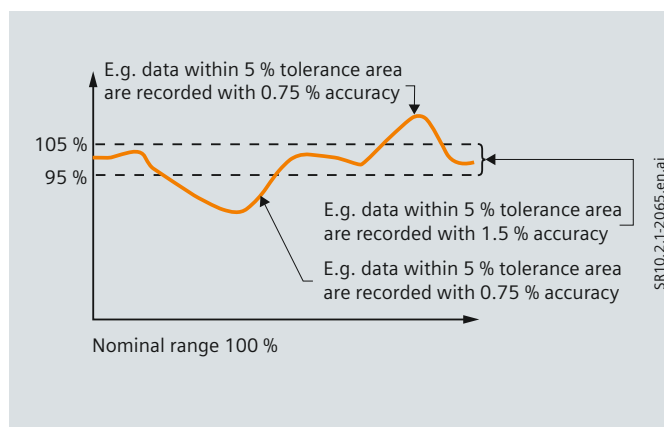 E.g. data within 5 % tolerance area
are recorded with 0.75 % accuracy
105 %
95 %
E.g. data within 5 % tolerance area
are recorded with 1.5 % accuracy
E.g. data within 5 % tolerance area
are recorded with 0.75 % accuracy
Nominal range 100 %
SR10.2.1-2065.en.ai